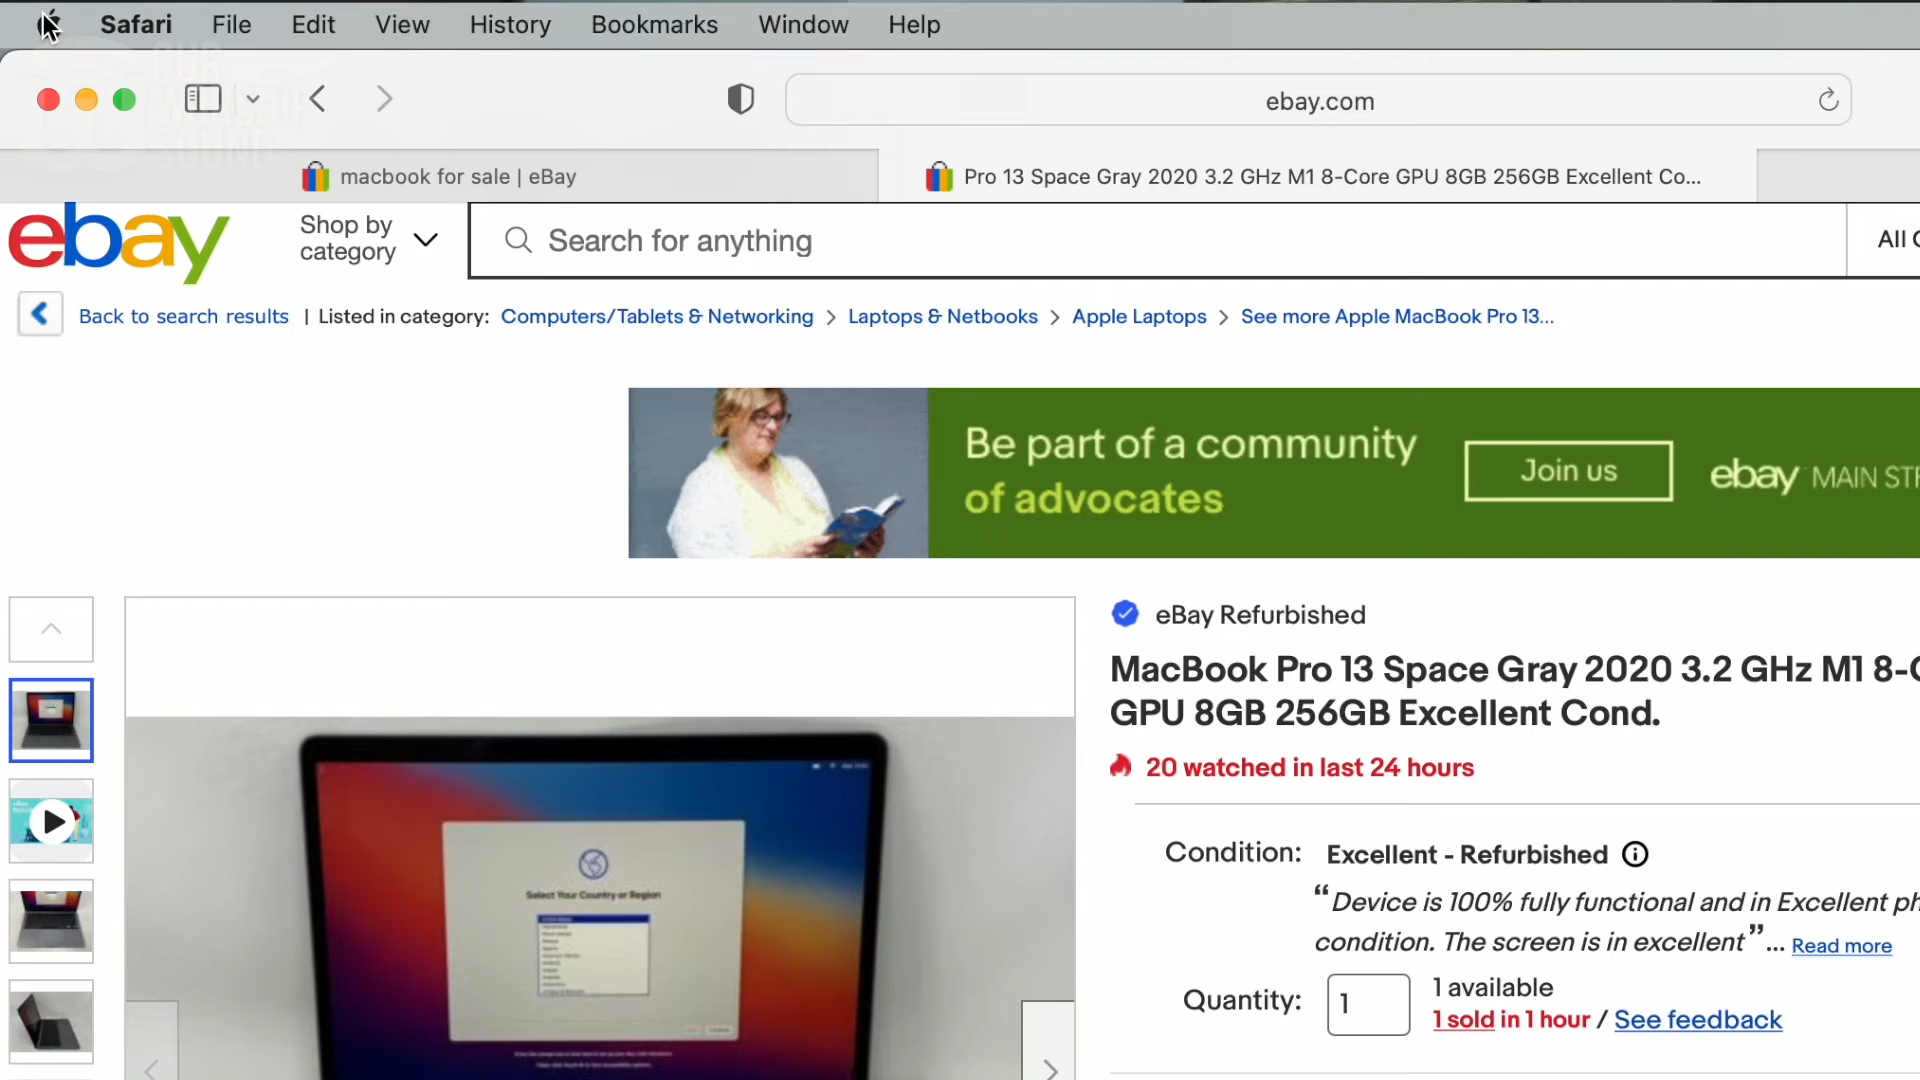 Safari File Edit View History Bookmarks Window Help
ebay.com
macbook for sale | eBay
Pro 13 Space Gray 2020 3.2 GHz M1 8-Core GPU 8GB 256GB Excellent Co...
ebay
Shop by
category
Search for anything
All
Back to search results | Listed in category: Computers/Tablets & Networking > Laptops & Netbooks > Apple Laptops > See more Apple MacBook Pro 13...
Be part of a community
of advocates
Join us
ebay MAIN
eBay Refurbished
MacBook Pro 13 Space Gray 2020 3.2 GHz M1
GPU 8GB 256GB Excellent Cond.
20 watched in last 24 hours
Condition: Excellent - Refurbished
“Device is 100% fully functional and in Excellent
condition. The screen is in excellent”... Read more
Quantity: 1
1 available
1 sold in 1 hour / See feedback
Select Your Country or Region